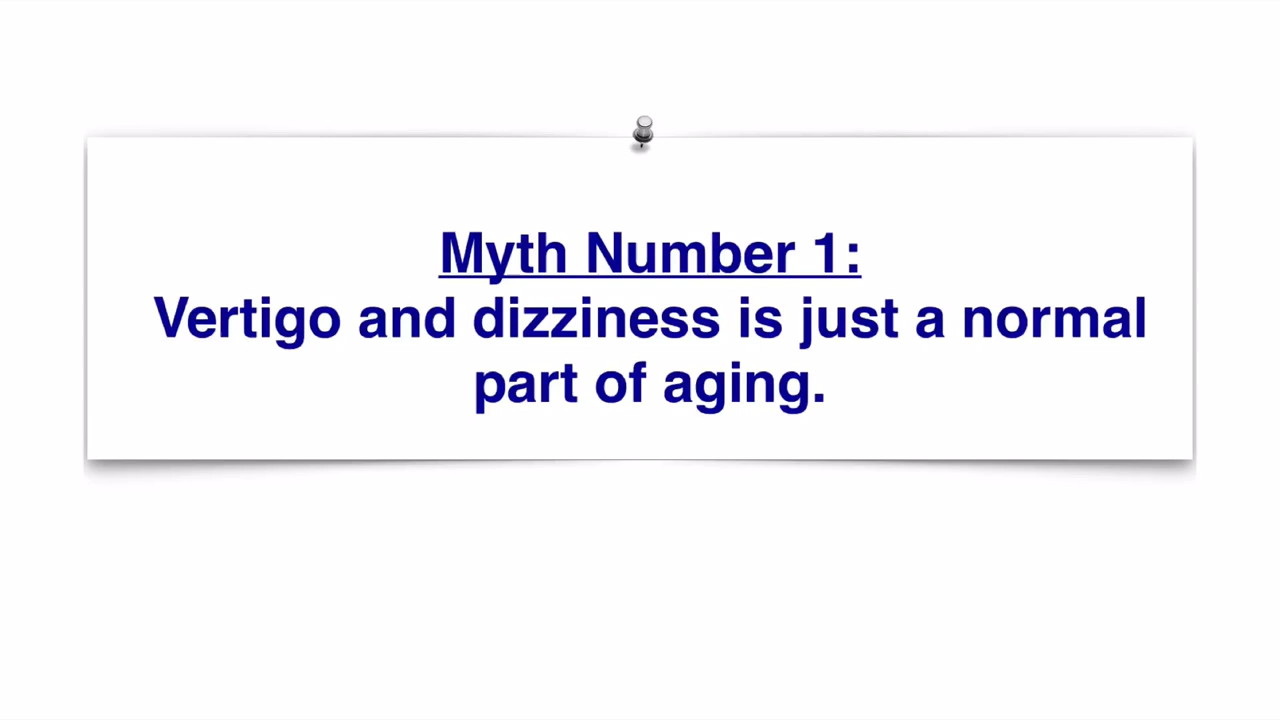 Myth Number 1:
Vertigo and dizziness is just a normal
part of aging.